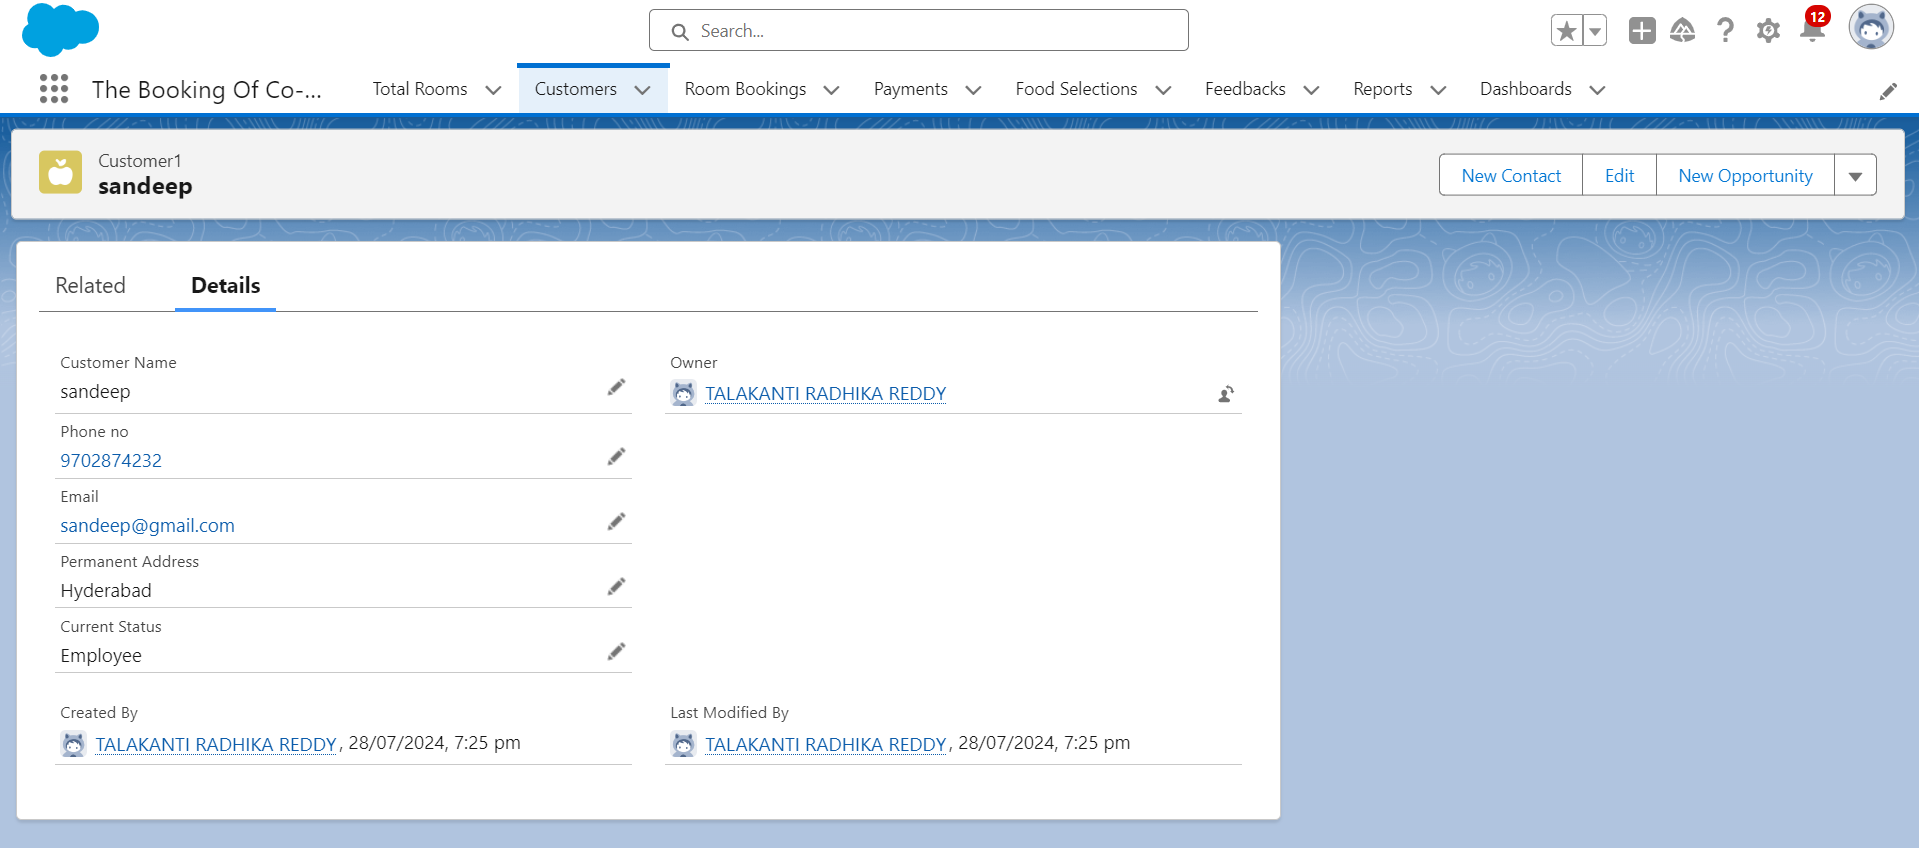 Search...
12
The Booking Of Co-...
Total Rooms
Customers
Room Bookings
Payments
Food Selections
Feedbacks
Reports
Dashboards
Customer1
sandeep
New Contact
Edit
New Opportunity
Related
Details
Customer Name
sandeep
Owner
TALAKANTI RADHIKA REDDY
Phone no
9702874232
Email
sandeep@gmail.com
Permanent Address
Hyderabad
Current Status
Employee
Created By
TALAKANTI RADHIKA REDDY, 28/07/2024, 7:25 pm
Last Modified By
TALAKANTI RADHIKA REDDY, 28/07/2024, 7:25 pm